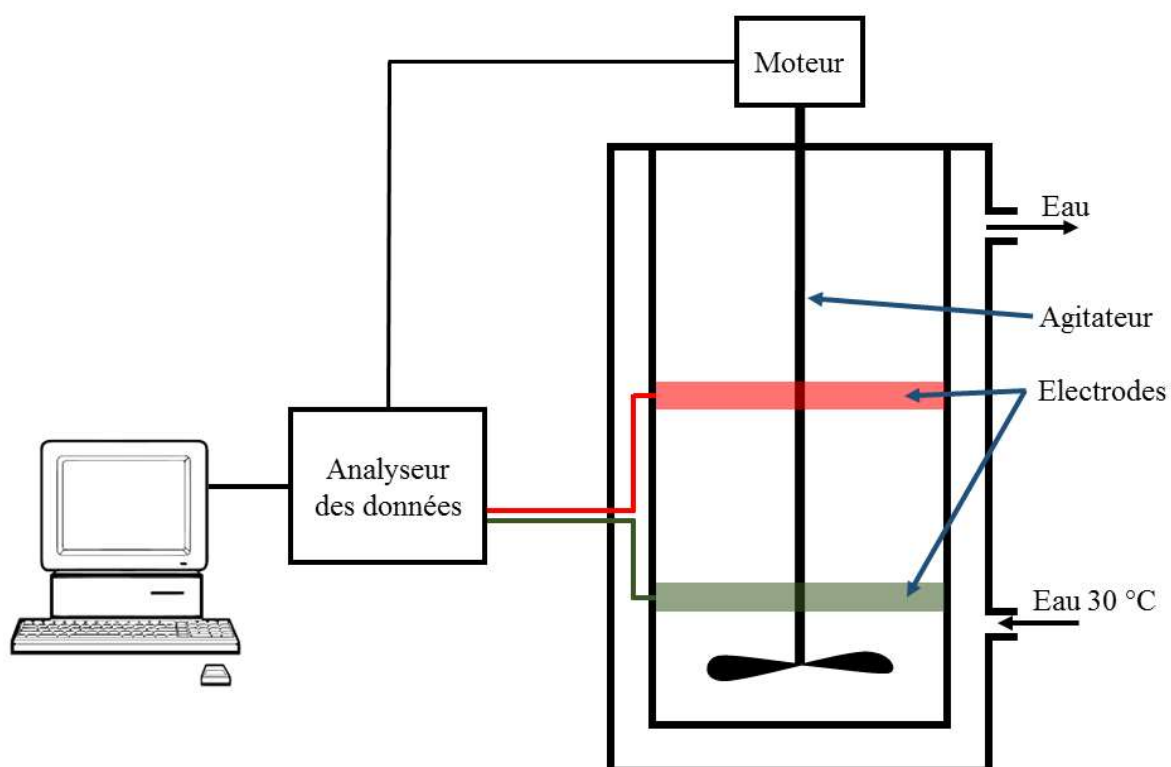 Moteur
Eau
Agitateur
Electrodes
Analyseur
des données
Eau 30 °C